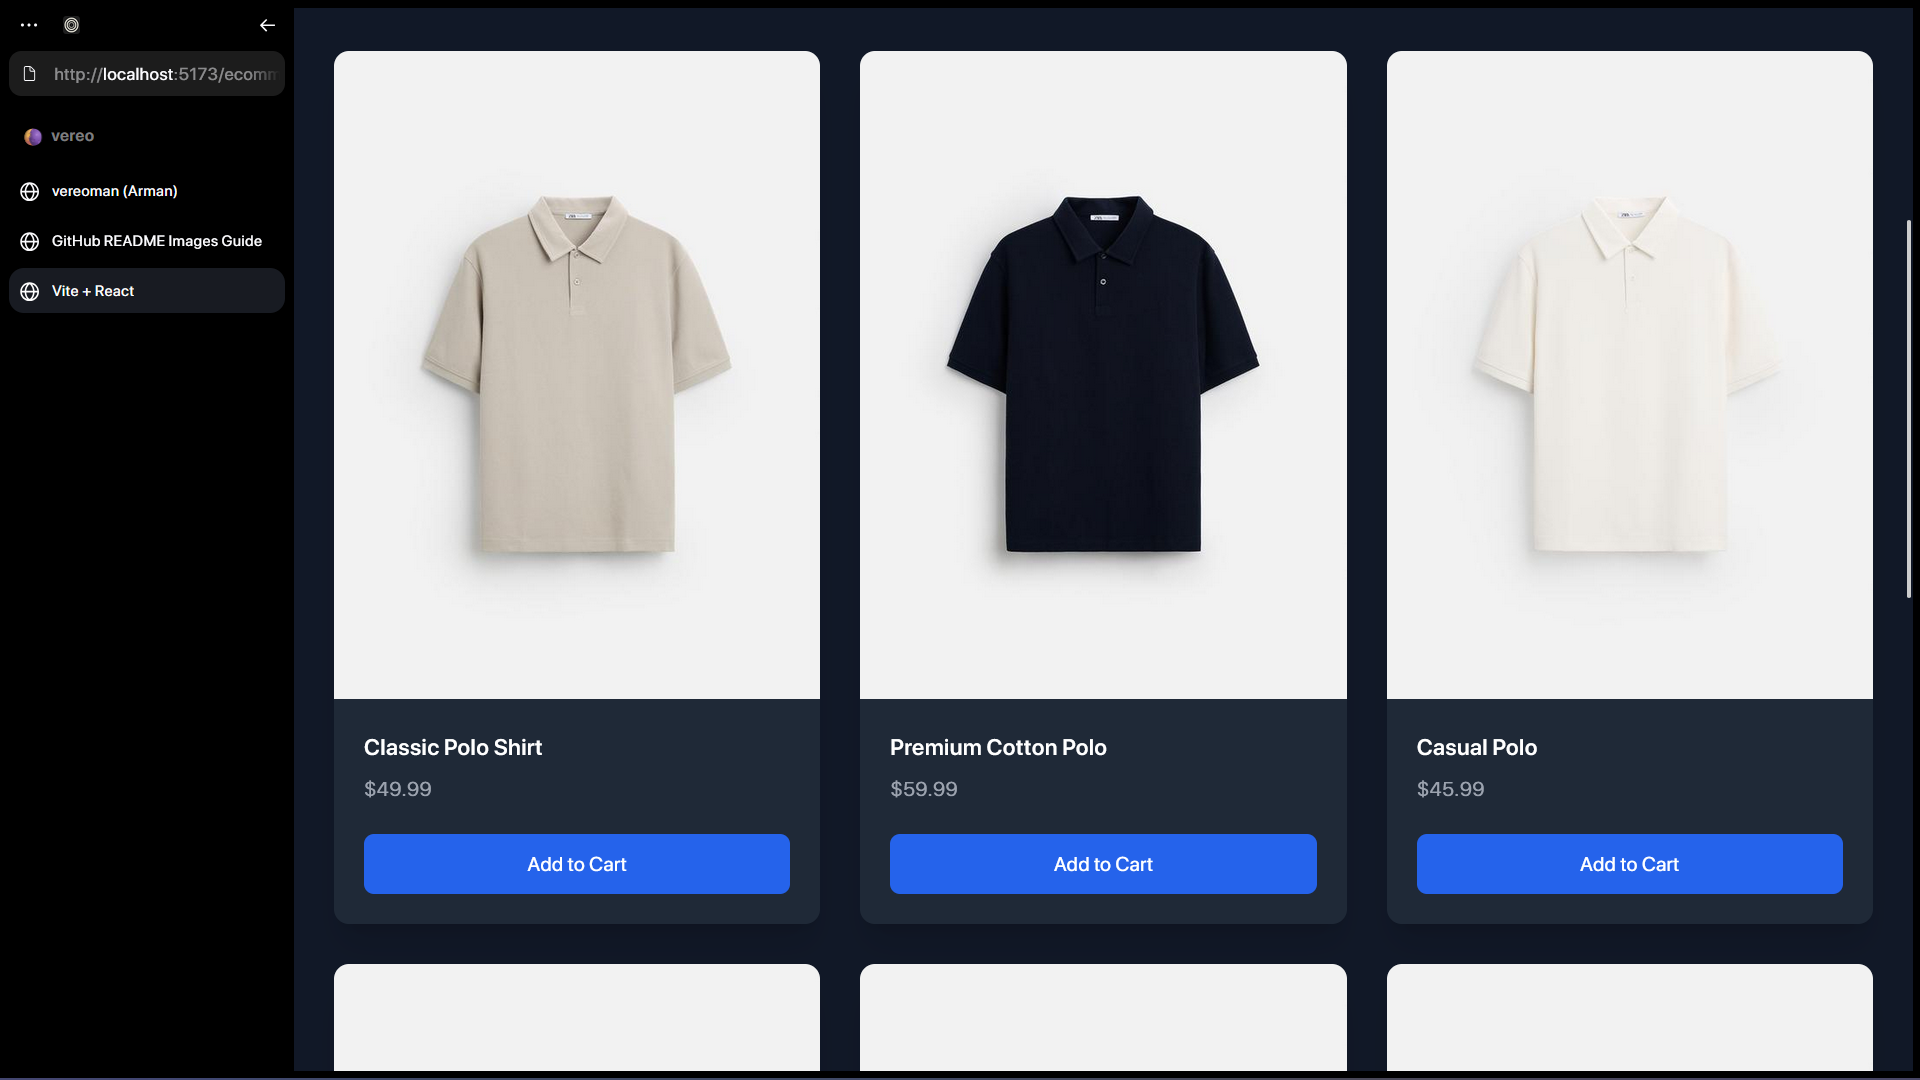 http://localhost:5173/ecomm
vereo
vereoman (Arman)
GitHub README Images Guide
Vite + React
Classic Polo Shirt
$49.99
Add to Cart
Premium Cotton Polo
$59.99
Add to Cart
Casual Polo
$45.99
Add to Cart